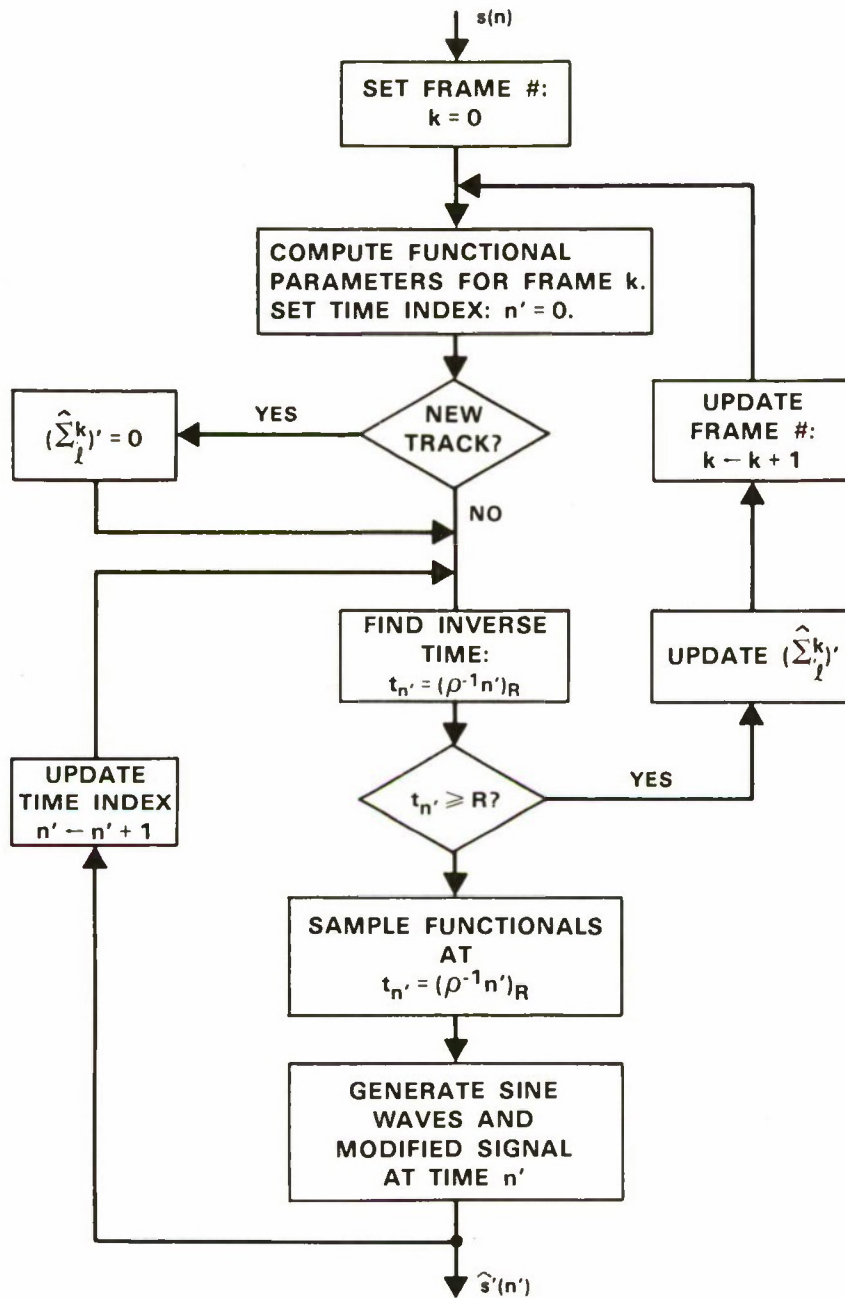 s(n)
SET FRAME #:
k = 0
COMPUTE FUNCTIONAL
PARAMETERS FOR FRAME k.
SET TIME INDEX: n′ = 0.
NEW
TRACK?
YES
(Σ̂ₗᵏ)′ = 0
NO
UPDATE
FRAME #:
k ← k + 1
FIND INVERSE
TIME:
tₙ′ = (ρ⁻¹n′)R
UPDATE (Σ̂ₗᵏ)′
UPDATE
TIME INDEX
n′ ← n′ + 1
tₙ′ ⩾ R?
YES
SAMPLE FUNCTIONALS
AT
tₙ′ = (ρ⁻¹n′)R
GENERATE SINE
WAVES AND
MODIFIED SIGNAL
AT TIME n′
ŝ′(n′)